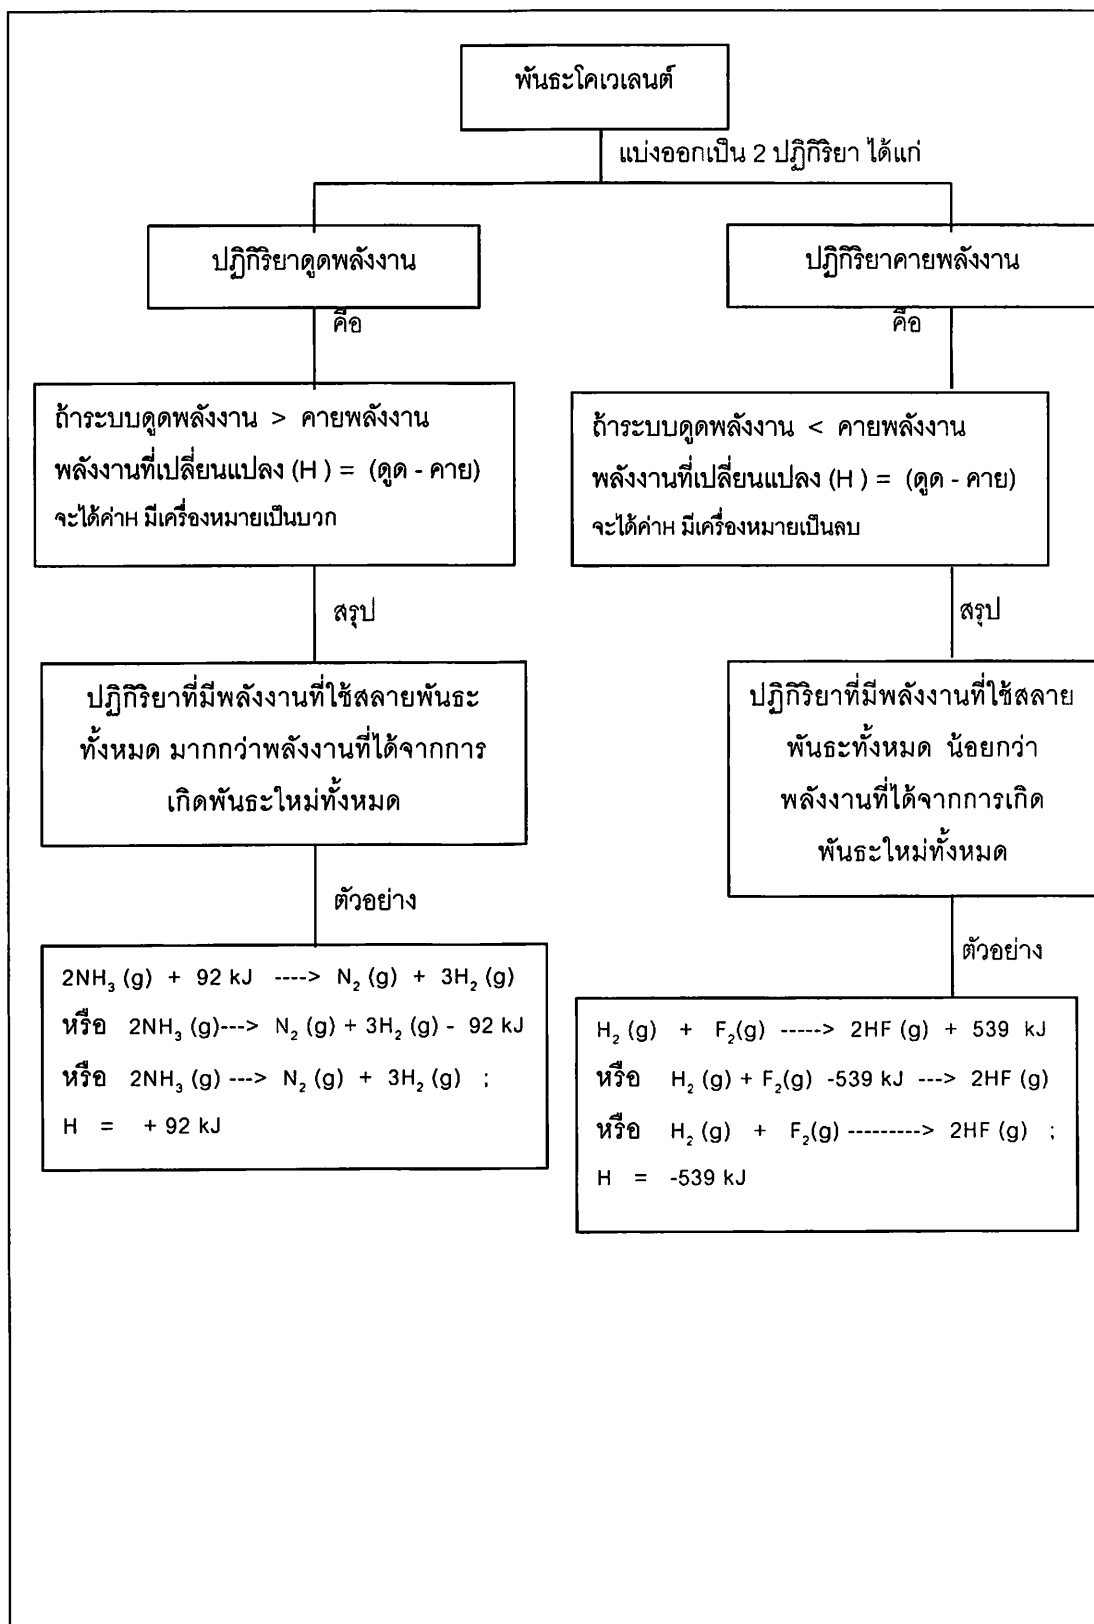 พันธะโคเวเลนต์
แบ่งออกเป็น 2 ปฏิกิริยา ได้แก่
ปฏิกิริยาดูดพลังงาน
คือ
ถ้าระบบดูดพลังงาน > คายพลังงาน
พลังงานที่เปลี่ยนแปลง (H ) = (ดูด - คาย)
จะได้ค่าH มีเครื่องหมายเป็นบวก
สรุป
ปฏิกิริยาที่มีพลังงานที่ใช้สลายพันธะ
ทั้งหมด มากกว่าพลังงานที่ได้จากการ
เกิดพันธะใหม่ทั้งหมด
ตัวอย่าง
2NH₃ (g) + 92 kJ ----> N₂ (g) + 3H₂ (g)
หรือ 2NH₃ (g)---> N₂ (g) + 3H₂ (g) - 92 kJ
หรือ 2NH₃ (g) ---> N₂ (g) + 3H₂ (g) ;
H = + 92 kJ
ปฏิกิริยาคายพลังงาน
คือ
ถ้าระบบดูดพลังงาน < คายพลังงาน
พลังงานที่เปลี่ยนแปลง (H ) = (ดูด - คาย)
จะได้ค่าH มีเครื่องหมายเป็นลบ
สรุป
ปฏิกิริยาที่มีพลังงานที่ใช้สลาย
พันธะทั้งหมด น้อยกว่า
พลังงานที่ได้จากการเกิด
พันธะใหม่ทั้งหมด
ตัวอย่าง
H₂ (g) + F₂(g) -----> 2HF (g) + 539 kJ
หรือ H₂ (g) + F₂(g) -539 kJ ---> 2HF (g)
หรือ H₂ (g) + F₂(g) ---------> 2HF (g) ;
H = -539 kJ